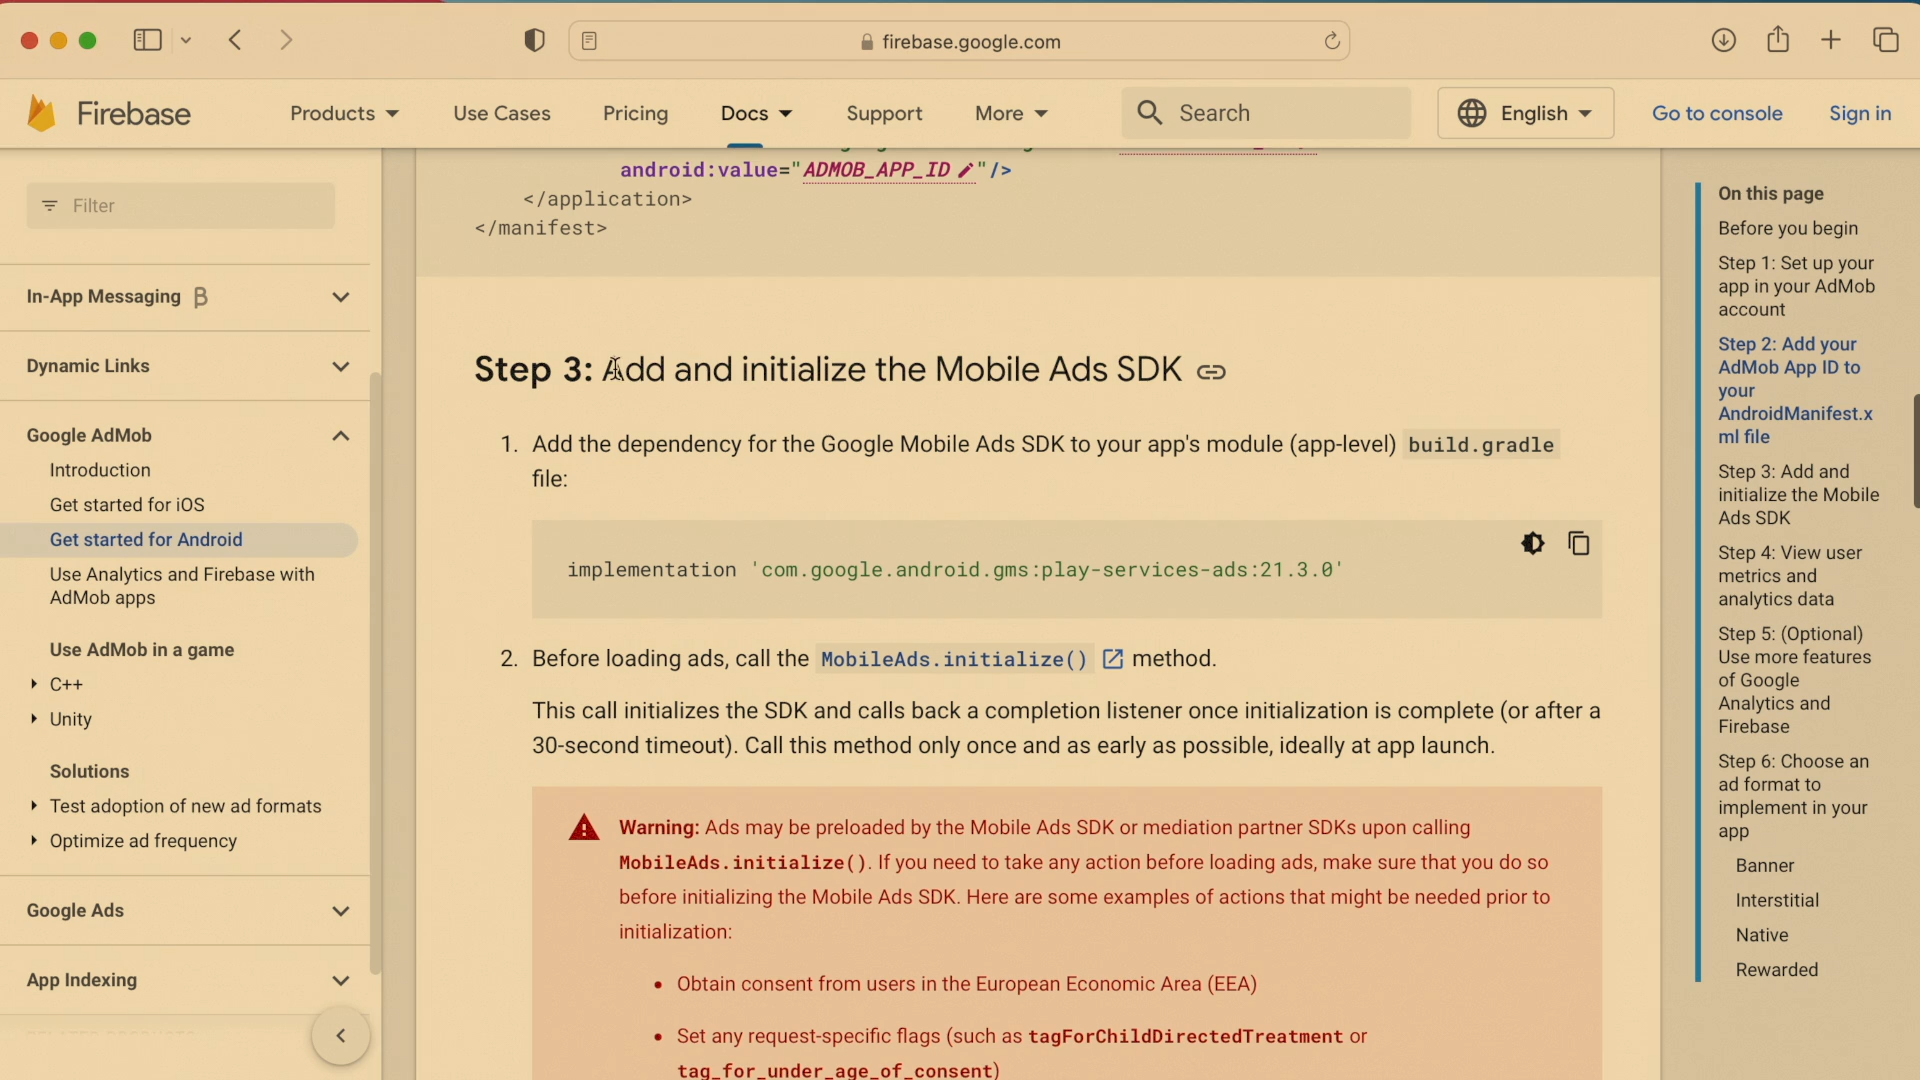 firebase.google.com
Firebase
Products
Use Cases
Pricing
Docs
Support
More
Search
English
Go to console
Sign in
Filter
In-App Messaging β
Dynamic Links
Google AdMob
Introduction
Get started for iOS
Get started for Android
Use Analytics and Firebase with
AdMob apps
Use AdMob in a game
C++
Unity
Solutions
Test adoption of new ad formats
Optimize ad frequency
Google Ads
App Indexing
android:value="ADMOB_APP_ID"/>
</application>
</manifest>
Step 3: Add and initialize the Mobile Ads SDK
1. Add the dependency for the Google Mobile Ads SDK to your app's module (app-level) build.gradle
file:
implementation 'com.google.android.gms:play-services-ads:21.3.0'
2. Before loading ads, call the MobileAds.initialize() method.
This call initializes the SDK and calls back a completion listener once initialization is complete (or after a
30-second timeout). Call this method only once and as early as possible, ideally at app launch.
Warning: Ads may be preloaded by the Mobile Ads SDK or mediation partner SDKs upon calling
MobileAds.initialize(). If you need to take any action before loading ads, make sure that you do so
before initializing the Mobile Ads SDK. Here are some examples of actions that might be needed prior to
initialization:
• Obtain consent from users in the European Economic Area (EEA)
• Set any request-specific flags (such as tagForChildDirectedTreatment or
tag_for_under_age_of_consent)
On this page
Before you begin
Step 1: Set up your
app in your AdMob
account
Step 2: Add your
AdMob App ID to
your
AndroidManifest.x
ml file
Step 3: Add and
initialize the Mobile
Ads SDK
Step 4: View user
metrics and
analytics data
Step 5: (Optional)
Use more features
of Google
Analytics and
Firebase
Step 6: Choose an
ad format to
implement in your
app
Banner
Interstitial
Native
Rewarded